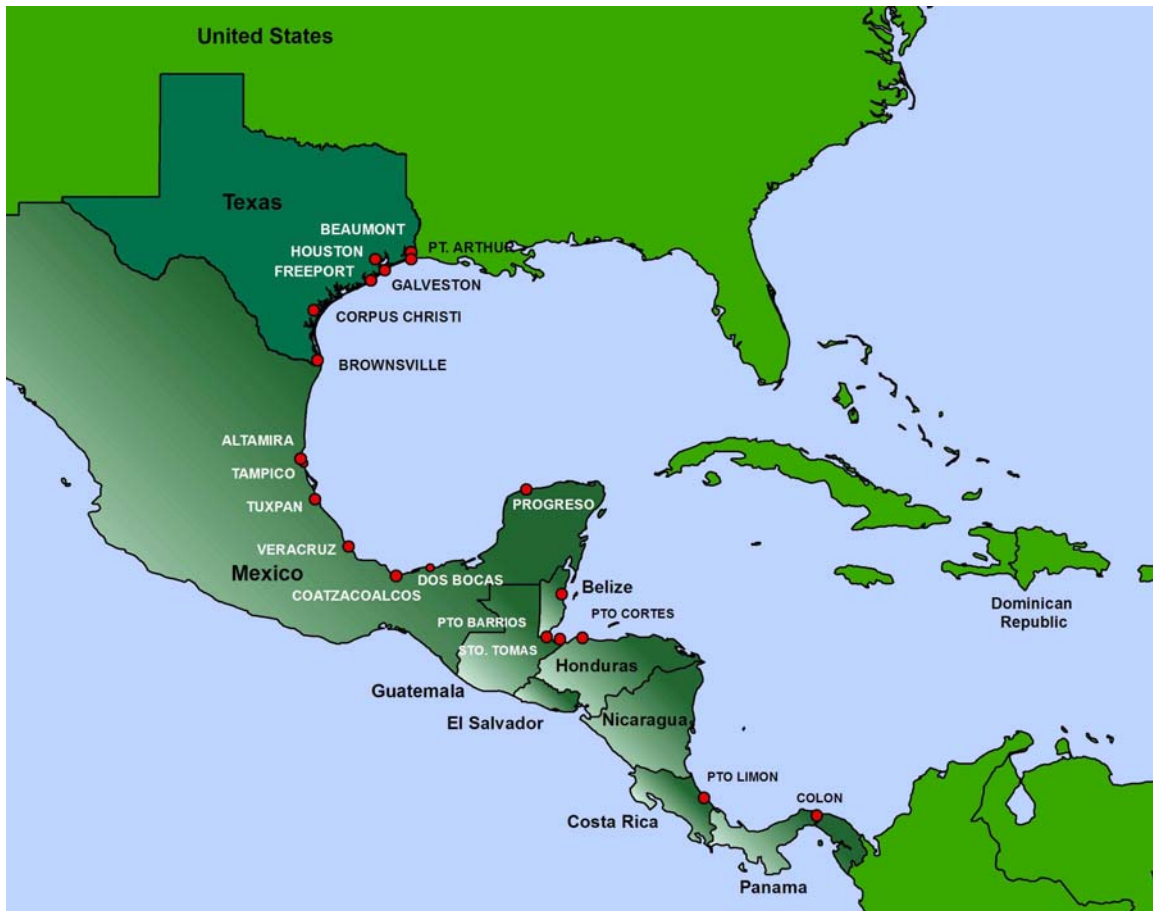 United States
Texas
BEAUMONT
PT. ARTHUR
HOUSTON
FREEPORT
GALVESTON
CORPUS CHRISTI
BROWNSVILLE
ALTAMIRA
TAMPICO
TUXPAN
PROGRESO
VERACRUZ
Mexico
DOS BOCAS
COATZACOALCOS
Belize
PTO CORTES
PTO BARRIOS
STO. TOMAS
Dominican
Republic
Honduras
Guatemala
El Salvador
Nicaragua
PTO LIMON
COLON
Costa Rica
Panama